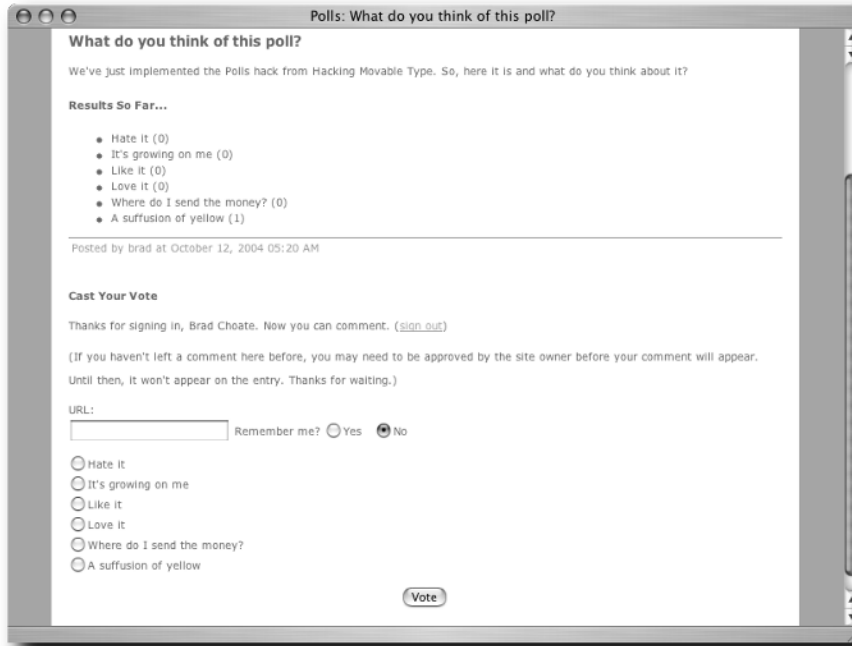 Polls: What do you think of this poll?
What do you think of this poll?
We've just implemented the Polls hack from Hacking Movable Type. So, here it is and what do you think about it?
Results So Far...
Hate it (0)
It's growing on me (0)
Like it (0)
Love it (0)
Where do I send the money? (0)
A suffusion of yellow (1)
Posted by brad at October 12, 2004 05:20 AM
Cast Your Vote
Thanks for signing in, Brad Choate. Now you can comment. (sign out)
(If you haven't left a comment here before, you may need to be approved by the site owner before your comment will appear.
Until then, it won't appear on the entry. Thanks for waiting.)
URL:
Remember me? Yes No
Hate it
It's growing on me
Like it
Love it
Where do I send the money?
A suffusion of yellow
Vote